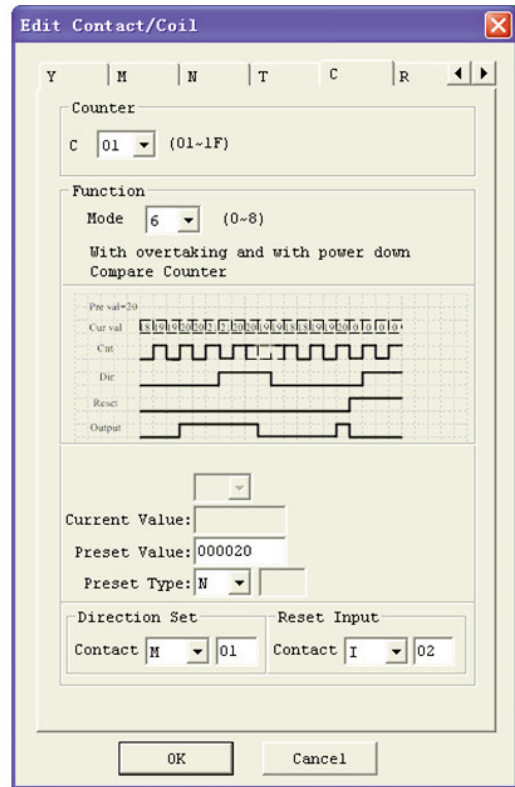 Edit Contact/Coil
Y M N T C R
Counter
C 01 (01~1F)
Function
Mode 6 (0~8)
With overtaking and with power down
Compare Counter
Pre val=20
Cur val
Cnt
Dir
Reset
Output
Current Value:
Preset Value: 000020
Preset Type: N
Direction Set Reset Input
Contact M 01 Contact I 02
OK Cancel